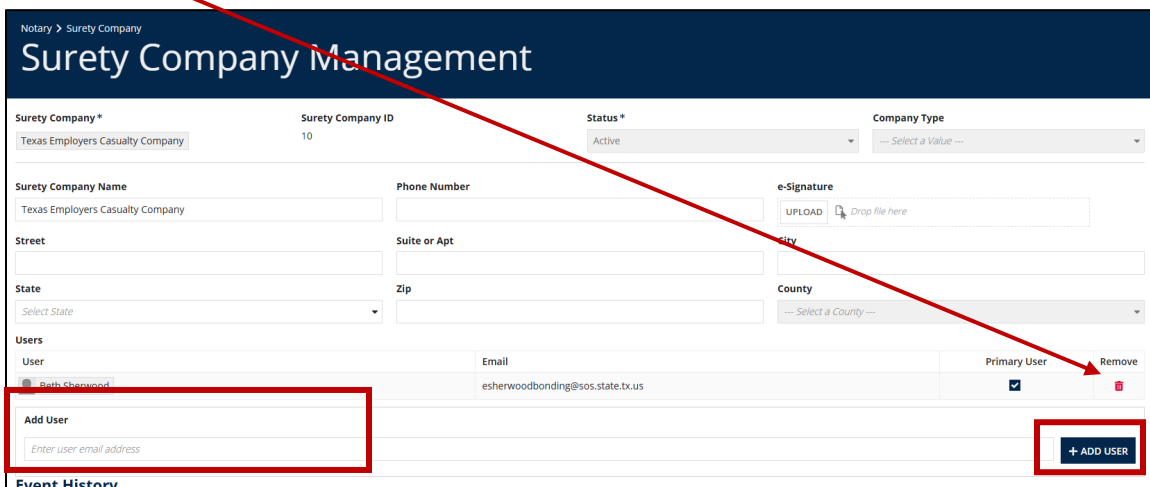 Notary > Surety Company
Surety Company Management
Surety Company * Surety Company ID Status * Company Type
Texas Employers Casualty Company 10 Active --- Select a Value ---
Surety Company Name Phone Number e-Signature
Texas Employers Casualty Company UPLOAD Drop file here
Street Suite or Apt City
State Zip County
Select State --- Select a County ---
Users
User Email Primary User Remove
Beth Sherwood esherwoodbonding@sos.state.tx.us
Add User
Enter user email address + ADD USER
Event History